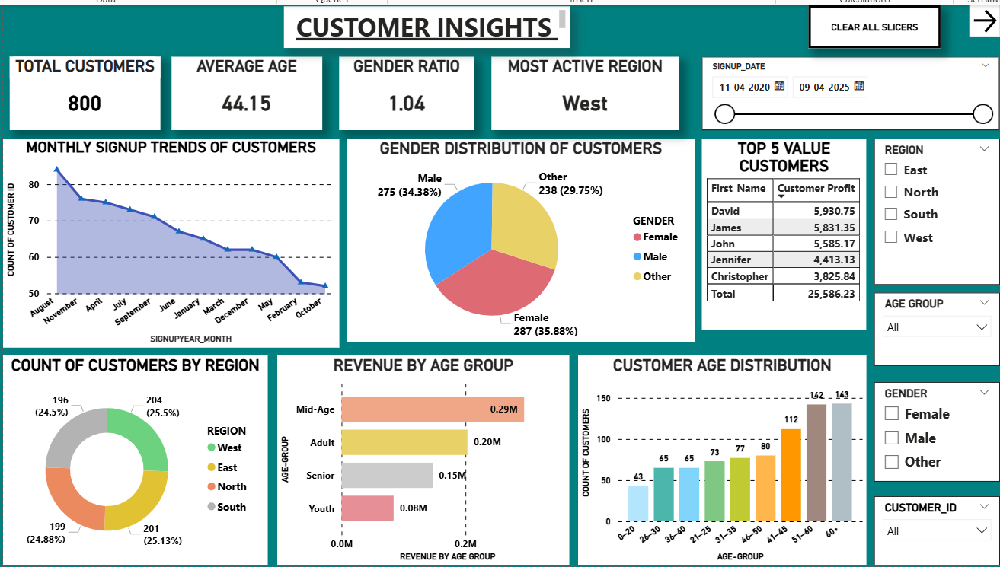 Data
Queries
Insert
Calculations
CUSTOMER INSIGHTS
CLEAR ALL SLICERS
TOTAL CUSTOMERS
800
AVERAGE AGE
44.15
GENDER RATIO
1.04
MOST ACTIVE REGION
West
SIGNUP_DATE
11-04-2020
09-04-2025
MONTHLY SIGNUP TRENDS OF CUSTOMERS
COUNT OF CUSTOMER ID
80
70
60
50
August
November
April
July
September
June
January
March
December
May
February
October
SIGNUPYEAR_MONTH
GENDER DISTRIBUTION OF CUSTOMERS
Male
275 (34.38%)
Other
238 (29.75%)
Female
287 (35.88%)
GENDER
Female
Male
Other
TOP 5 VALUE
CUSTOMERS
First_Name Customer Profit
David 5,930.75
James 5,831.35
John 5,585.17
Jennifer 4,413.13
Christopher 3,825.84
Total 25,586.23
REGION
East
North
South
West
AGE GROUP
All
GENDER
Female
Male
Other
CUSTOMER_ID
All
COUNT OF CUSTOMERS BY REGION
196
(24.5%)
204
(25.5%)
199
(24.88%)
201
(25.13%)
REGION
West
East
North
South
REVENUE BY AGE GROUP
AGE-GROUP
Mid-Age 0.29M
Adult 0.20M
Senior 0.15M
Youth 0.08M
0.0M 0.2M
REVENUE BY AGE GROUP
CUSTOMER AGE DISTRIBUTION
COUNT OF CUSTOMERS
150
100
50
0
43
65
65
73
77
80
112
142
143
0–20
26–30
36–40
21–25
31–35
46–50
41–45
51–60
60+
AGE-GROUP